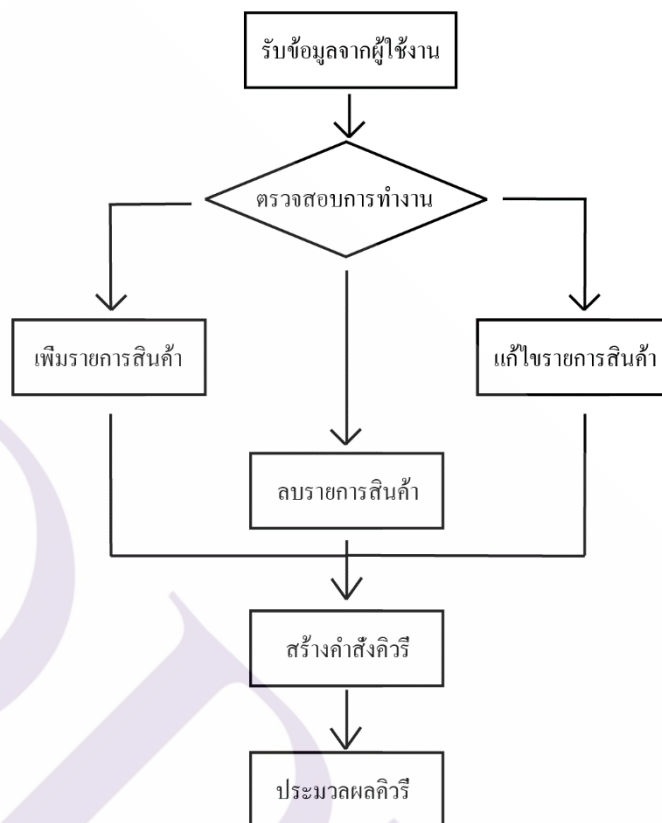 รับข้อมูลจากผู้ใช้งาน
ตรวจสอบการทำงาน
เพิ่มรายการสินค้า
แก้ไขรายการสินค้า
ลบรายการสินค้า
สร้างคำสั่งคิวรี
ประมวลผลคิวรี